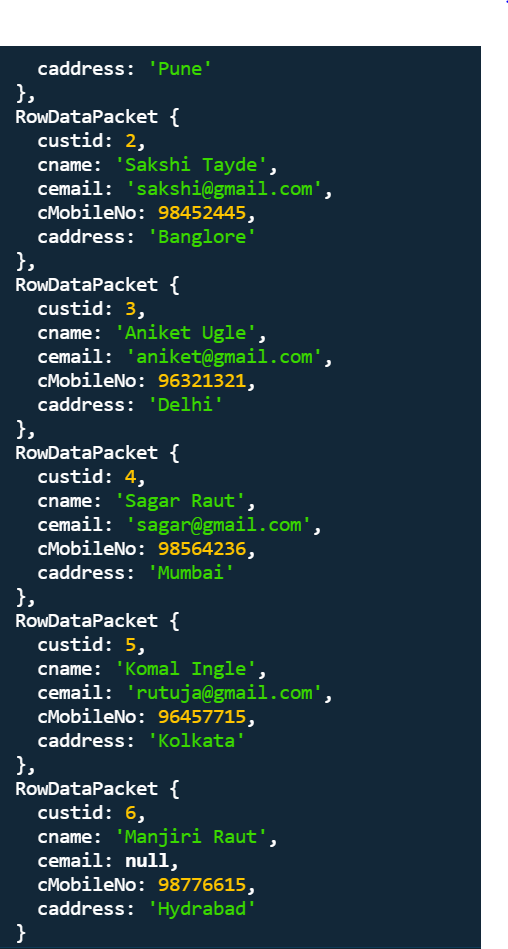 caddress: 'Pune'
},
RowDataPacket {
custid: 2,
cname: 'Sakshi Tayde',
cemail: 'sakshi@gmail.com',
cMobileNo: 98452445,
caddress: 'Banglore'
},
RowDataPacket {
custid: 3,
cname: 'Aniket Ugle',
cemail: 'aniket@gmail.com',
cMobileNo: 96321321,
caddress: 'Delhi'
},
RowDataPacket {
custid: 4,
cname: 'Sagar Raut',
cemail: 'sagar@gmail.com',
cMobileNo: 98564236,
caddress: 'Mumbai'
},
RowDataPacket {
custid: 5,
cname: 'Komal Ingle',
cemail: 'rutuja@gmail.com',
cMobileNo: 96457715,
caddress: 'Kolkata'
},
RowDataPacket {
custid: 6,
cname: 'Manjiri Raut',
cemail: null,
cMobileNo: 98776615,
caddress: 'Hydrabad'
}